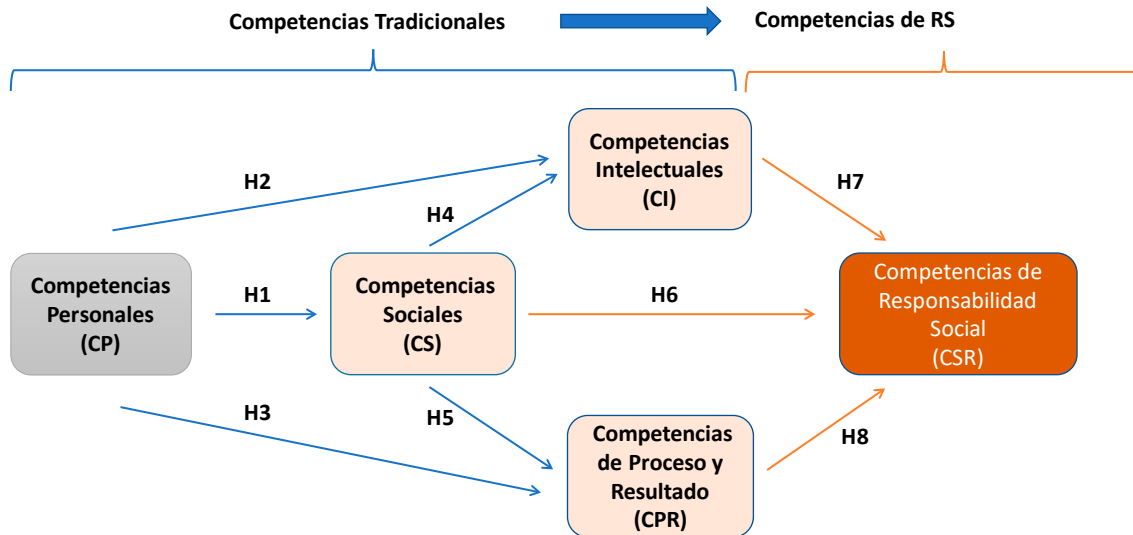 Competencias Tradicionales
Competencias de RS
Competencias
Intelectuales
(CI)
H2
H7
H4
Competencias
Personales
(CP)
H1
Competencias
Sociales
(CS)
H6
Competencias de
Responsabilidad
Social
(CSR)
H3
H5
Competencias
de Proceso y
Resultado
(CPR)
H8